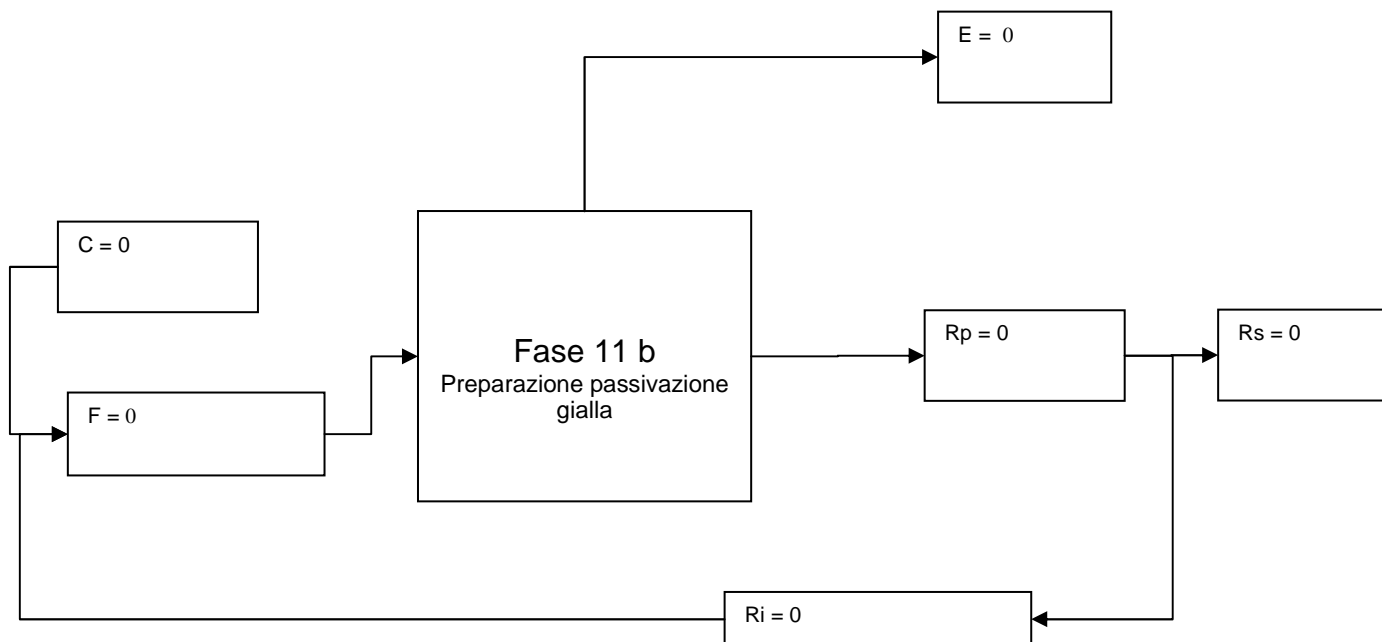 E = 0
C = 0
Fase 11 b
Preparazione passivazione
gialla
Rp = 0
Rs = 0
F = 0
Ri = 0